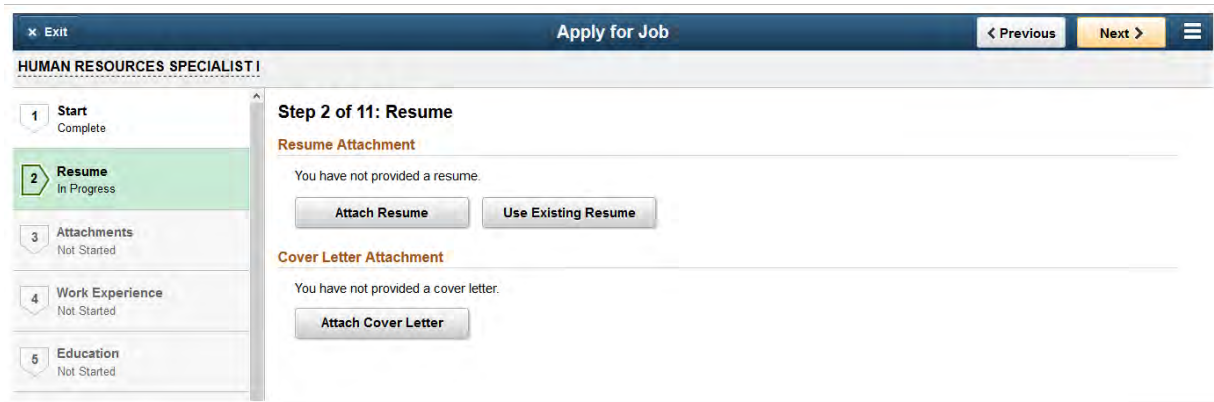 × Exit
Apply for Job
< Previous
Next >
HUMAN RESOURCES SPECIALIST I
1
Start
Complete
2
Resume
In Progress
3
Attachments
Not Started
4
Work Experience
Not Started
5
Education
Not Started
Step 2 of 11: Resume
Resume Attachment
You have not provided a resume.
Attach Resume
Use Existing Resume
Cover Letter Attachment
You have not provided a cover letter.
Attach Cover Letter